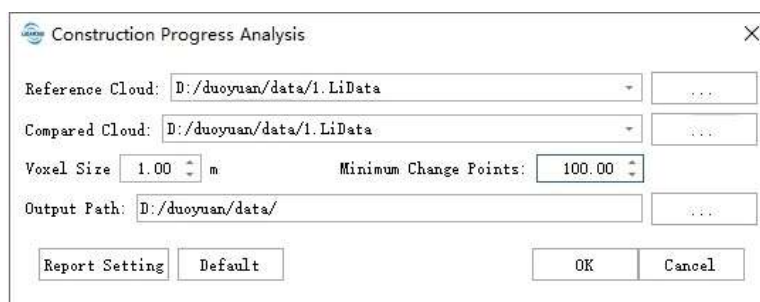 Construction Progress Analysis
Reference Cloud: D:/duoyuan/data/1.LiData ...
Compared Cloud: D:/duoyuan/data/1.LiData ...
Voxel Size 1.00 m Minimum Change Points: 100.00
Output Path: D:/duoyuan/data/ ...
Report Setting Default OK Cancel